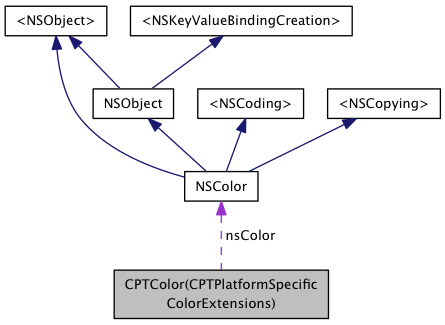 <NSObject>
<NSKeyValueBindingCreation>
NSObject
<NSCoding>
<NSCopying>
NSColor
nsColor
CPTColor(CPTPlatformSpecific
ColorExtensions)